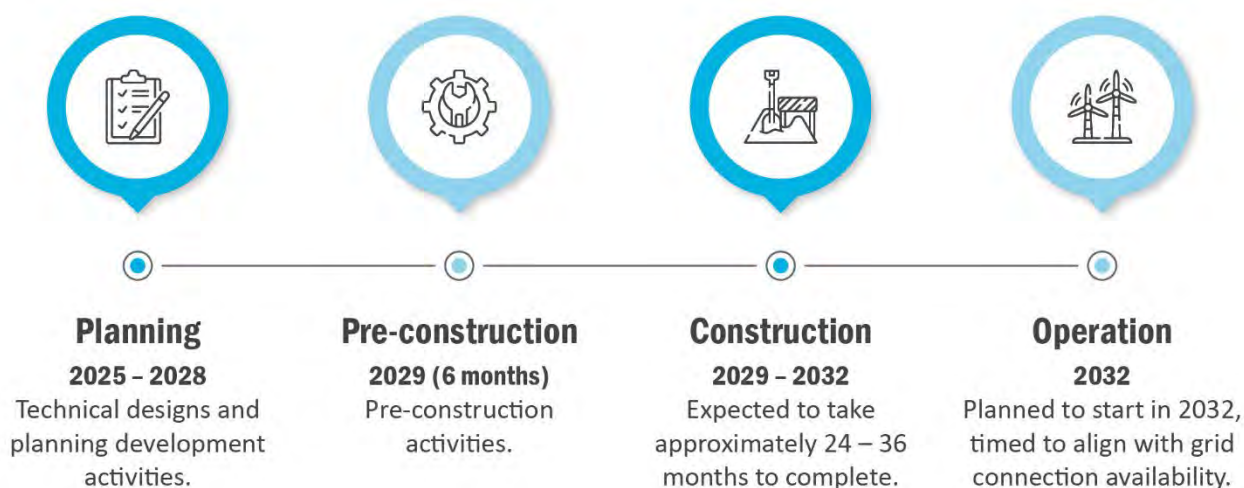 Planning
2025 – 2028
Technical designs and
planning development
activities.
Pre-construction
2029 (6 months)
Pre-construction
activities.
Construction
2029 – 2032
Expected to take
approximately 24 – 36
months to complete.
Operation
2032
Planned to start in 2032,
timed to align with grid
connection availability.